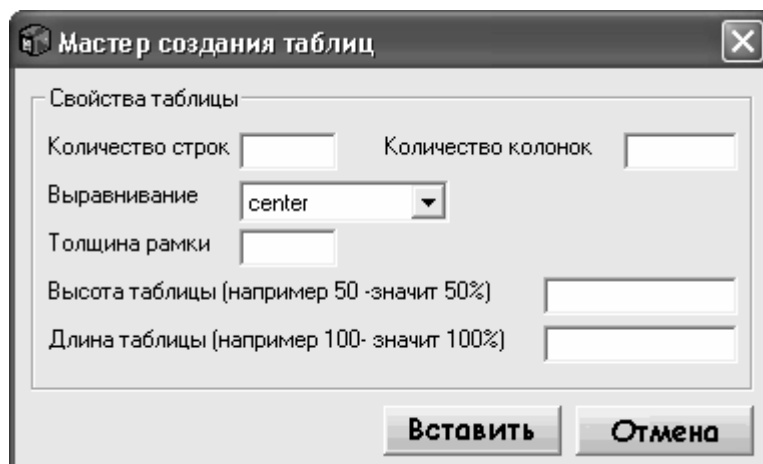 Мастер создания таблиц
Свойства таблицы
Количество строк Количество колонок
Выравнивание center
Толщина рамки
Высота таблицы (например 50 -значит 50%)
Длина таблицы (например 100- значит 100%)
Вставить Отмена